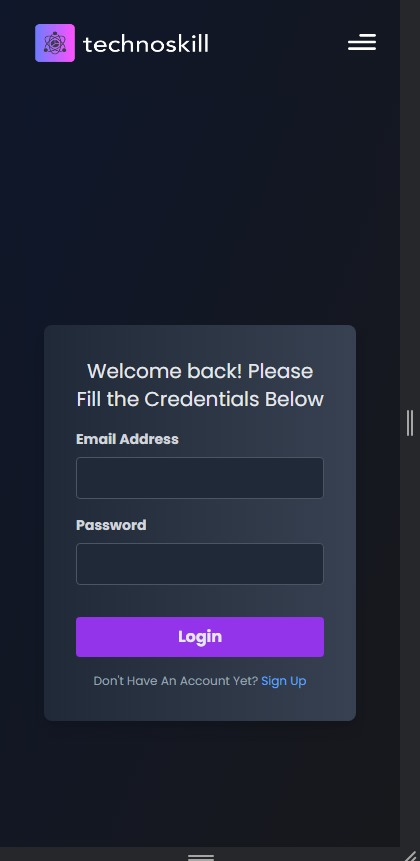 technoskill
Welcome back! Please
Fill the Credentials Below
Email Address
Password
Login
Don't Have An Account Yet? Sign Up